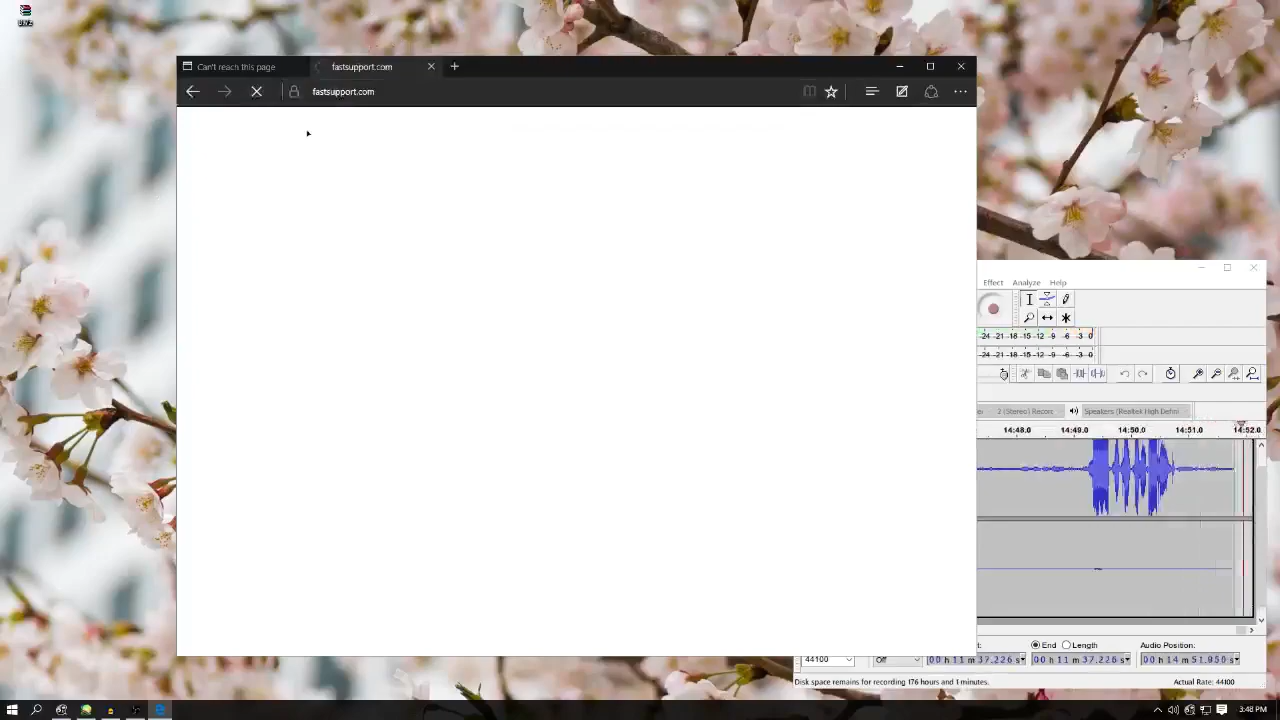 Can't reach this page
fastsupport.com
fastsupport.com
Effect Analyze Help
-24 -21 -18 -15 -12 -9 -6 -3 0
-24 -21 -18 -15 -12 -9 -6 -3 0
2 (Stereo) Recor
Speakers (Realtek High Defini
14:48.0 14:49.0 14:50.0 14:51.0 14:52.0
End Length Audio Position:
44100 Off 00 h 11 m 37.226 s 00 h 11 m 37.226 s 00 h 14 m 51.950 s
Disk space remains for recording 176 hours and 1 minutes. Actual Rate: 44100
3:48 PM